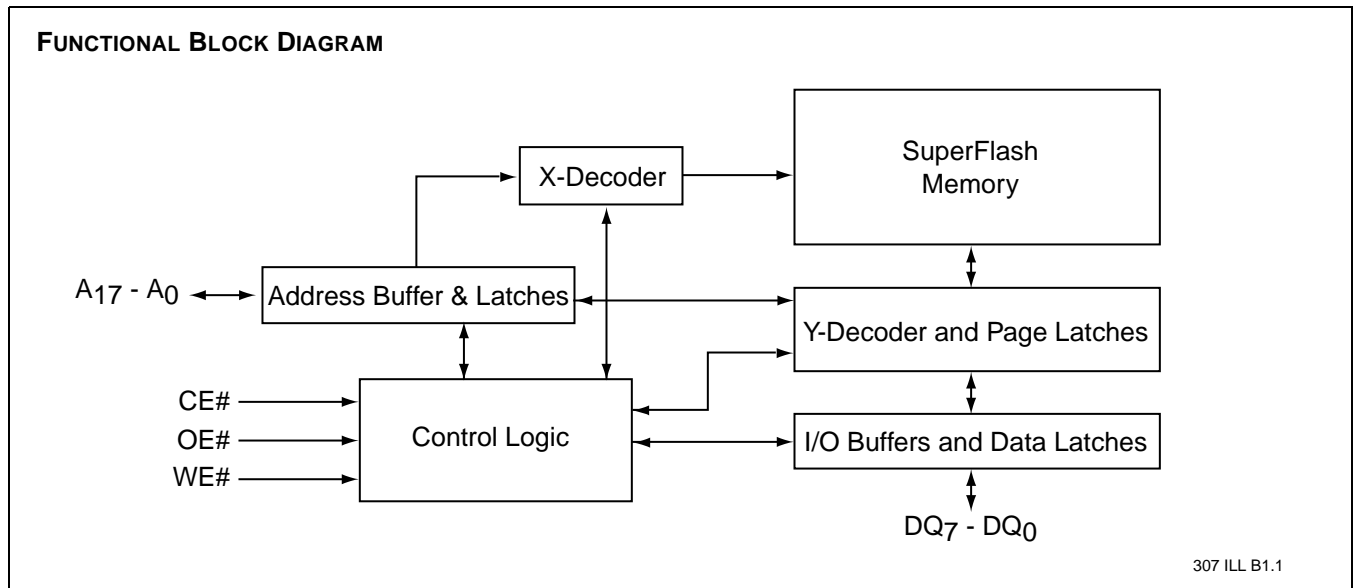 FUNCTIONAL BLOCK DIAGRAM
SuperFlash
Memory
X-Decoder
A17 - A0
Address Buffer & Latches
Y-Decoder and Page Latches
CE#
OE#
WE#
Control Logic
I/O Buffers and Data Latches
DQ7 - DQ0
307 ILL B1.1